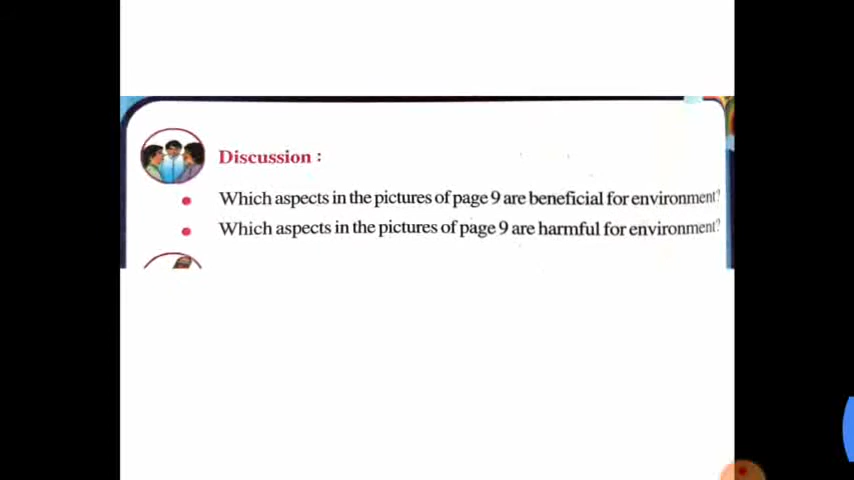 Discussion :
Which aspects in the pictures of page 9 are beneficial for environment?
Which aspects in the pictures of page 9 are harmful for environment?